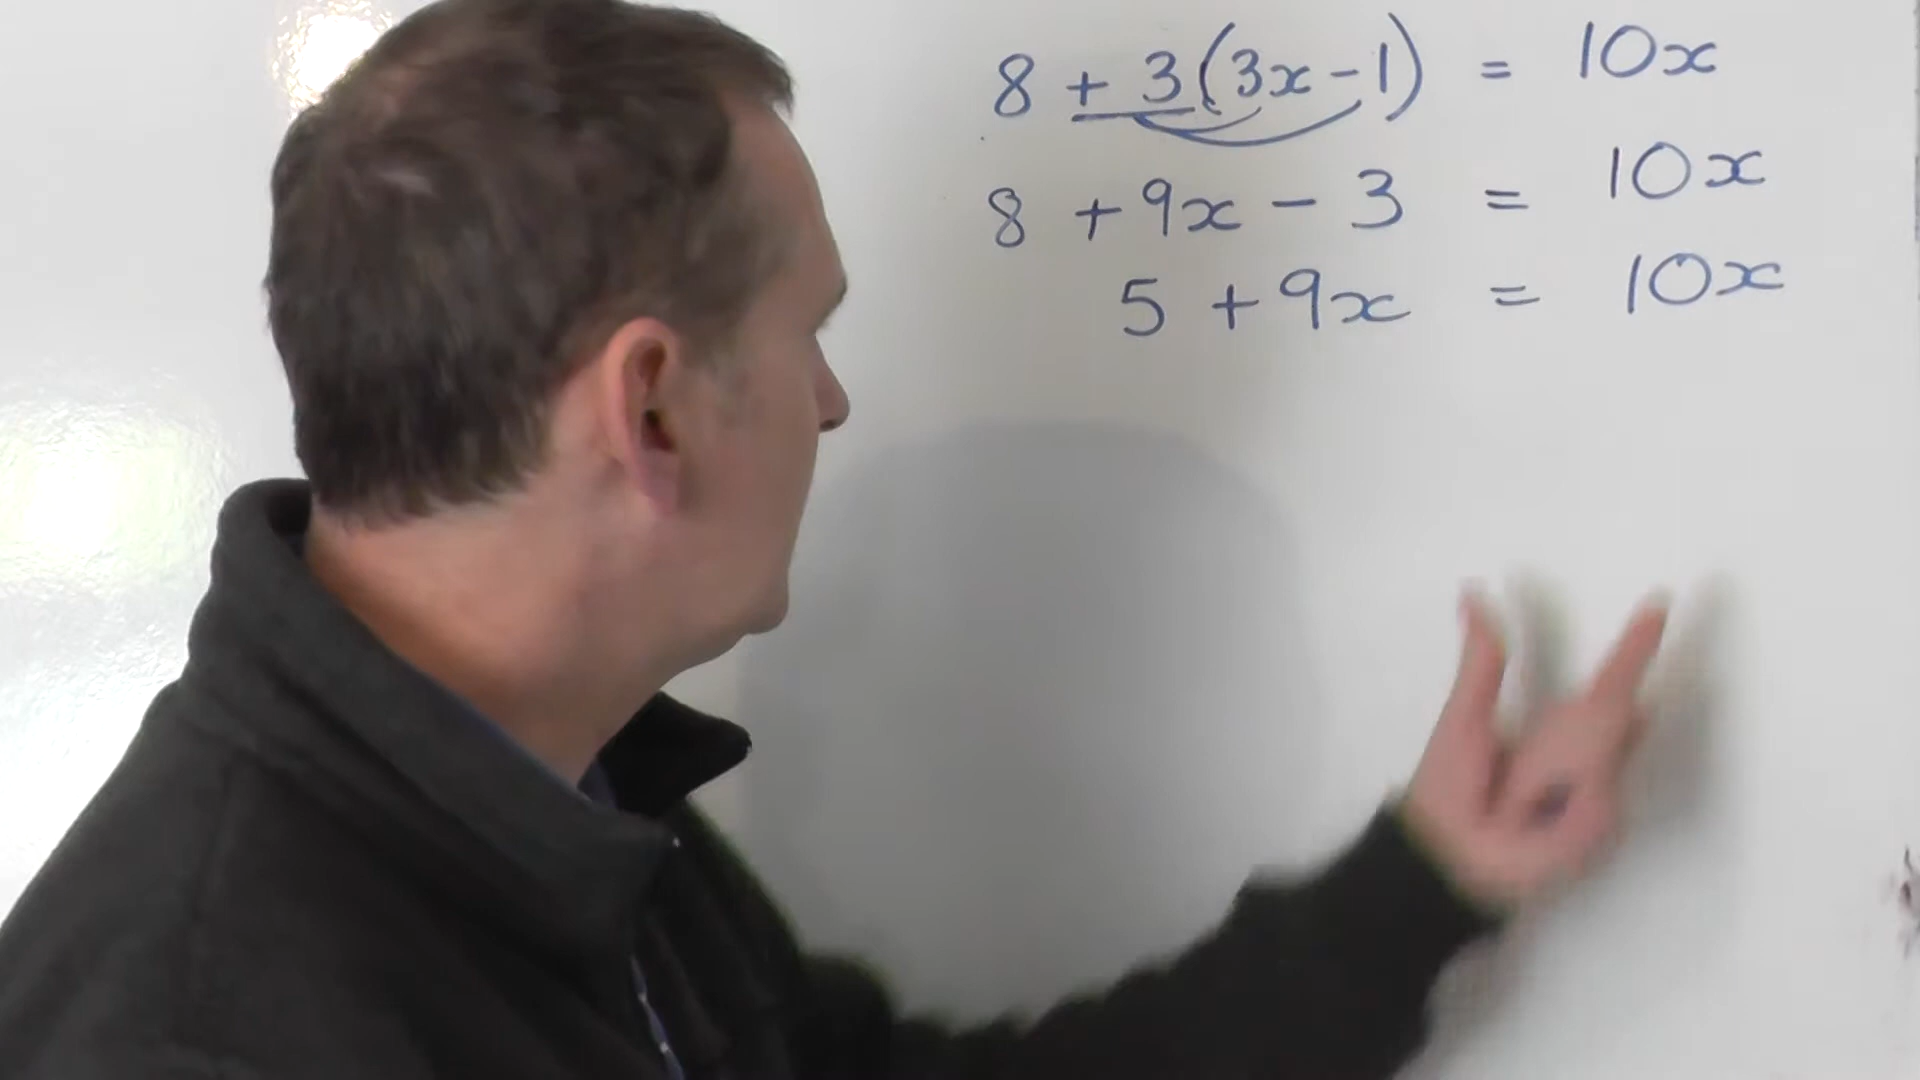 8 + 3(3x - 1) = 10x
8 + 9x - 3 = 10x
5 + 9x = 10x